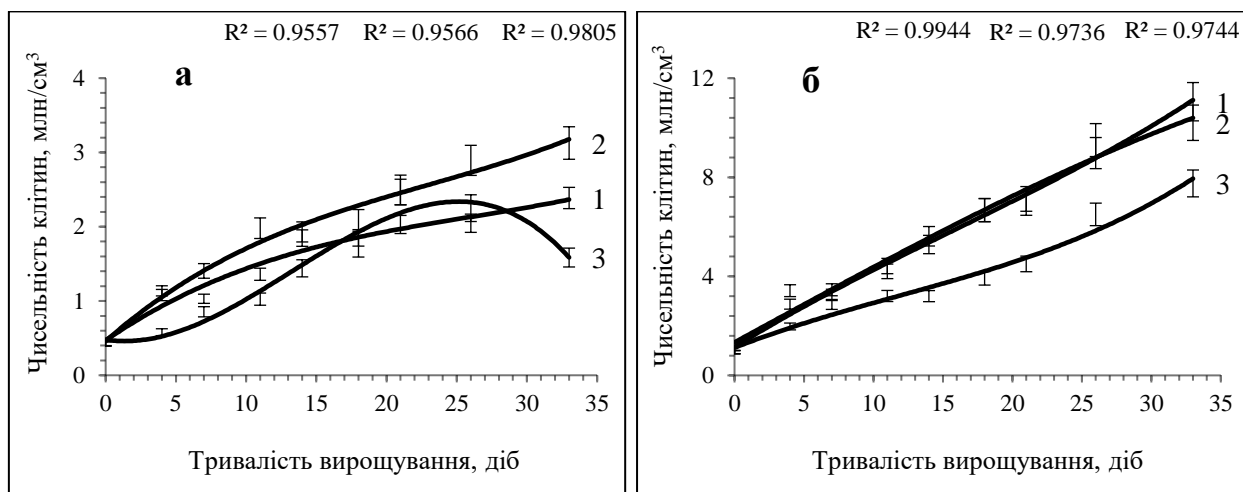 R² = 0.9557 R² = 0.9566 R² = 0.9805
а
Чисельність клітин, млн/см³
4
3
2
1
0
2
1
3
0 5 10 15 20 25 30 35
Тривалість вирощування, діб
R² = 0.9944 R² = 0.9736 R² = 0.9744
б
Чисельність клітин, млн/см³
12
8
4
0
1
2
3
0 5 10 15 20 25 30 35
Тривалість вирощування, діб